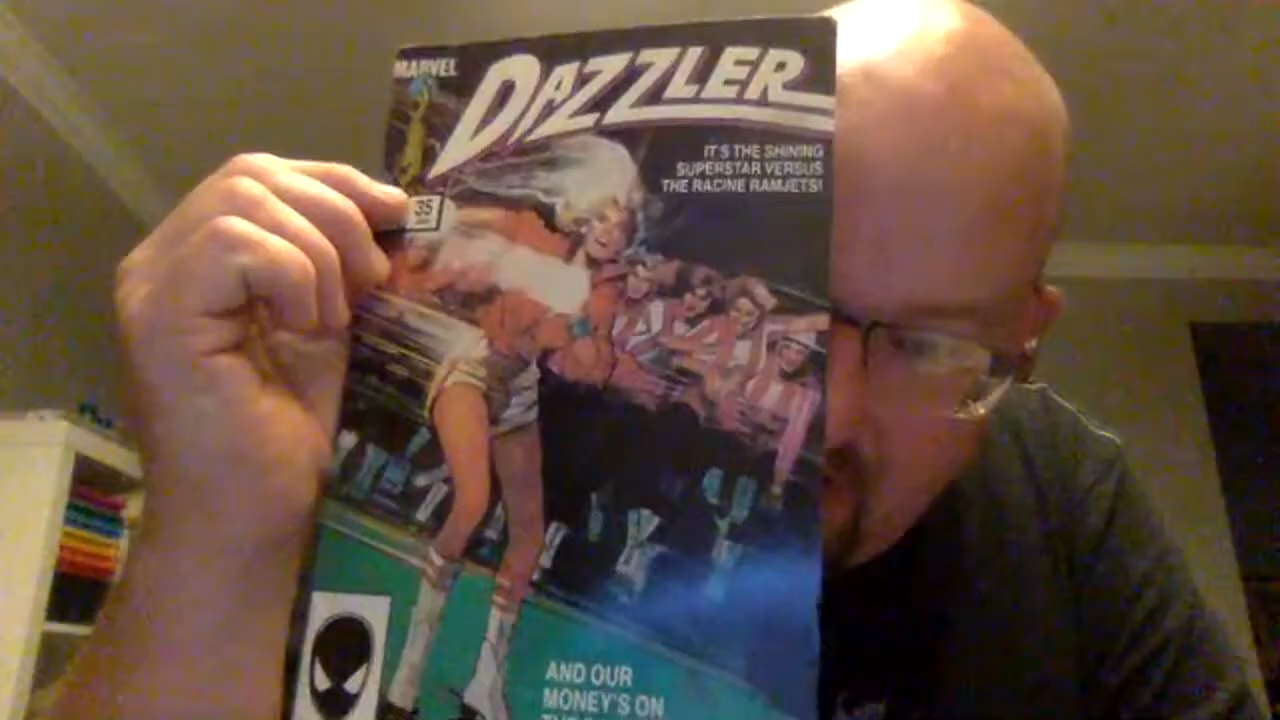 MARVEL
DAZZLER
IT'S THE SHINING
SUPERSTAR VERSUS
THE RACINE RAMJETS!
35
AND OUR
MONEY'S ON